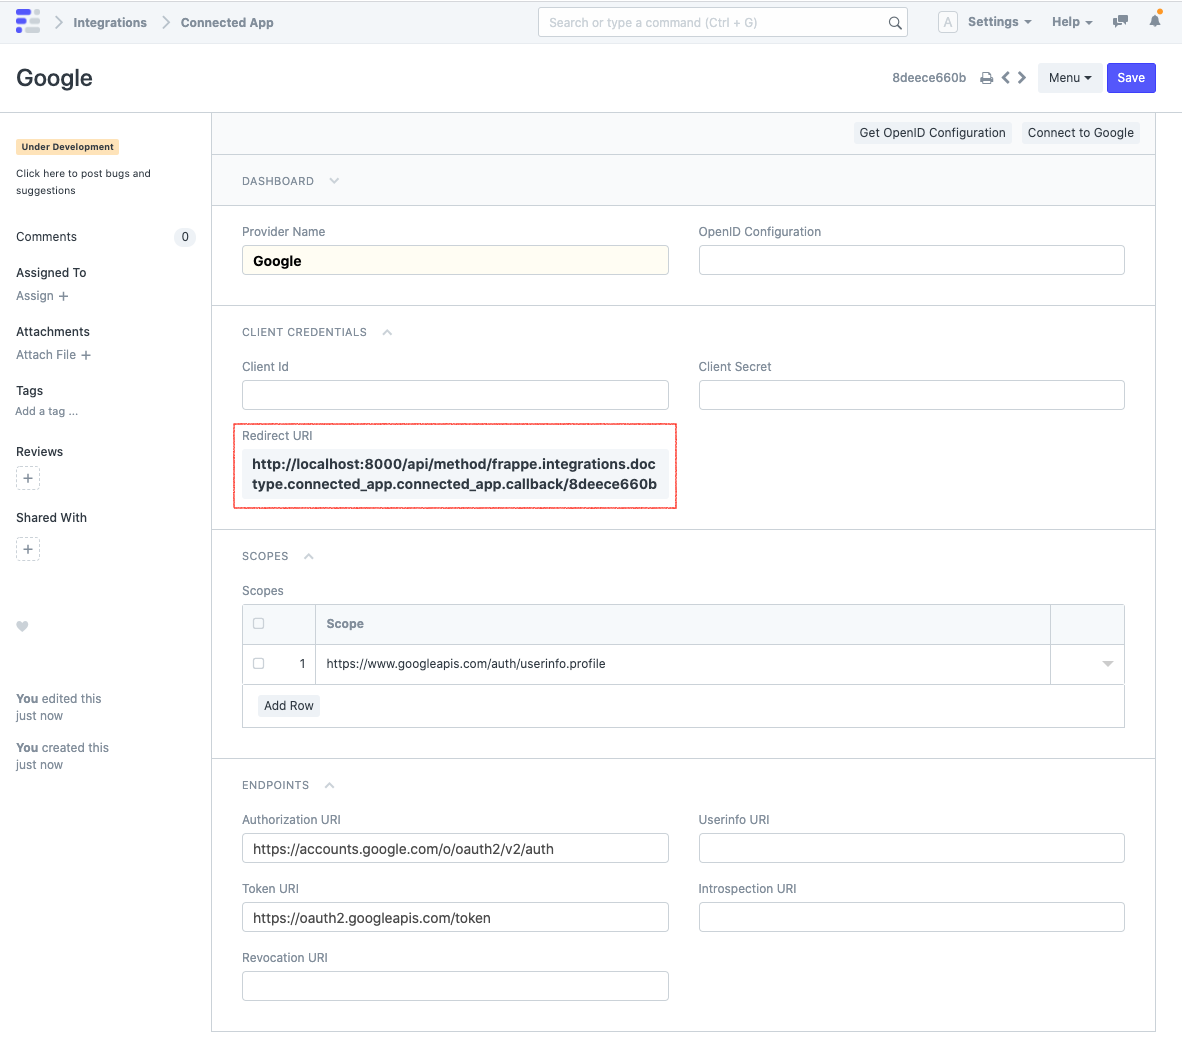 Integrations
Connected App
Search or type a command (Ctrl + G)
A
Settings
Help
Google
8deece660b
Menu
Save
Under Development
Click here to post bugs and
suggestions
Comments
0
Assigned To
Assign +
Attachments
Attach File +
Tags
Add a tag ...
Reviews
+
Shared With
+
You edited this
just now
You created this
just now
Get OpenID Configuration
Connect to Google
DASHBOARD
Provider Name
Google
OpenID Configuration
CLIENT CREDENTIALS
Client Id
Client Secret
Redirect URI
http://localhost:8000/api/method/frappe.integrations.doc
type.connected_app.connected_app.callback/8deece660b
SCOPES
Scopes
Scope
1 https://www.googleapis.com/auth/userinfo.profile
Add Row
ENDPOINTS
Authorization URI
https://accounts.google.com/o/oauth2/v2/auth
Userinfo URI
Token URI
https://oauth2.googleapis.com/token
Introspection URI
Revocation URI